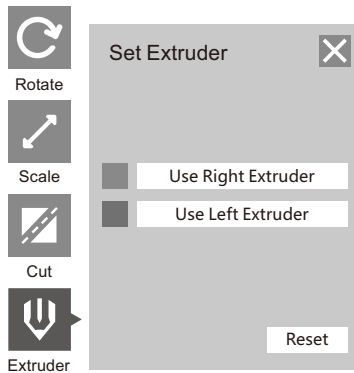 Rotate
Scale
Cut
Extruder
Set Extruder
Use Right Extruder
Use Left Extruder
Reset